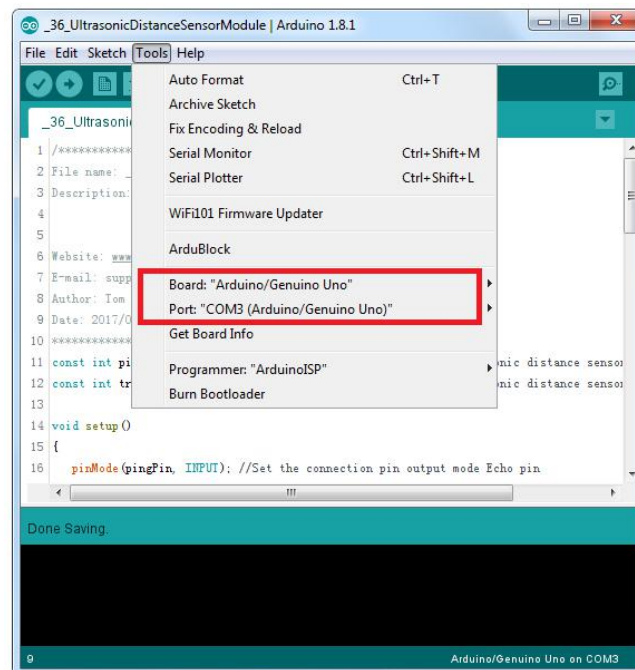 _36_UltrasonicDistanceSensorModule | Arduino 1.8.1
File Edit Sketch Tools Help
Auto Format Ctrl+T
Archive Sketch
Fix Encoding & Reload
Serial Monitor Ctrl+Shift+M
Serial Plotter Ctrl+Shift+L
WiFi101 Firmware Updater
ArduBlock
Board: "Arduino/Genuino Uno"
Port: "COM3 (Arduino/Genuino Uno)"
Get Board Info
Programmer: "ArduinoISP"
Burn Bootloader
_36_Ultrasoni
1 /************
2 File name: _
3 Description:
4
5
6 Website: www
7 E-mail: supp
8 Author: Tom
9 Date: 2017/0
10 ************
11 const int pi nic distance sensor
12 const int tr nic distance sensor
13
14 void setup()
15 {
16 pinMode(pingPin, INPUT); //Set the connection pin output mode Echo pin
Done Saving.
9 Arduino/Genuino Uno on COM3